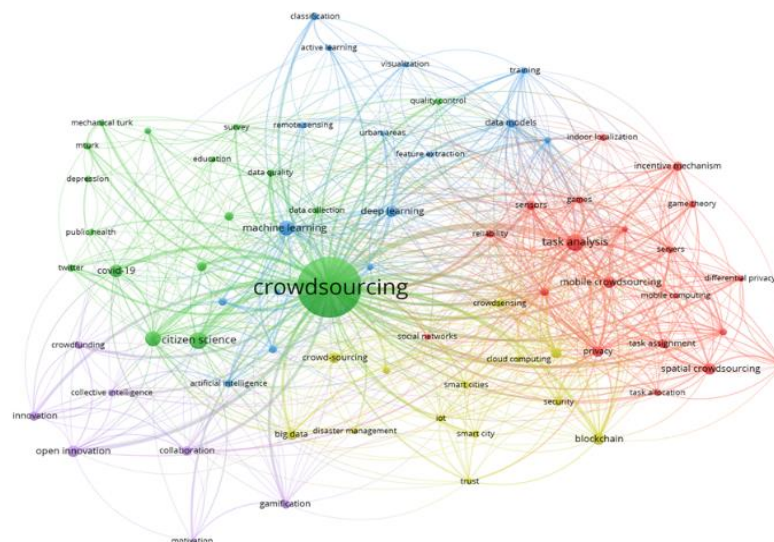 classification
active learning
visualization
training
quality control
mechanical turk
survey
remote sensing
urban areas
data models
indoor localization
mturk
education
feature extraction
incentive mechanism
depression
data quality
sensors
games
game theory
data collection
deep learning
public health
machine learning
reliability
task analysis
servers
twitter
covid-19
crowdsourcing
mobile crowdsourcing
differential privacy
mobile computing
crowdsensing
citizen science
social networks
crowdfunding
crowd-sourcing
cloud computing
privacy
task assignment
spatial crowdsourcing
collective intelligence
artificial intelligence
smart cities
task allocation
innovation
security
iot
open innovation
collaboration
big data
disaster management
smart city
blockchain
trust
gamification
motivation